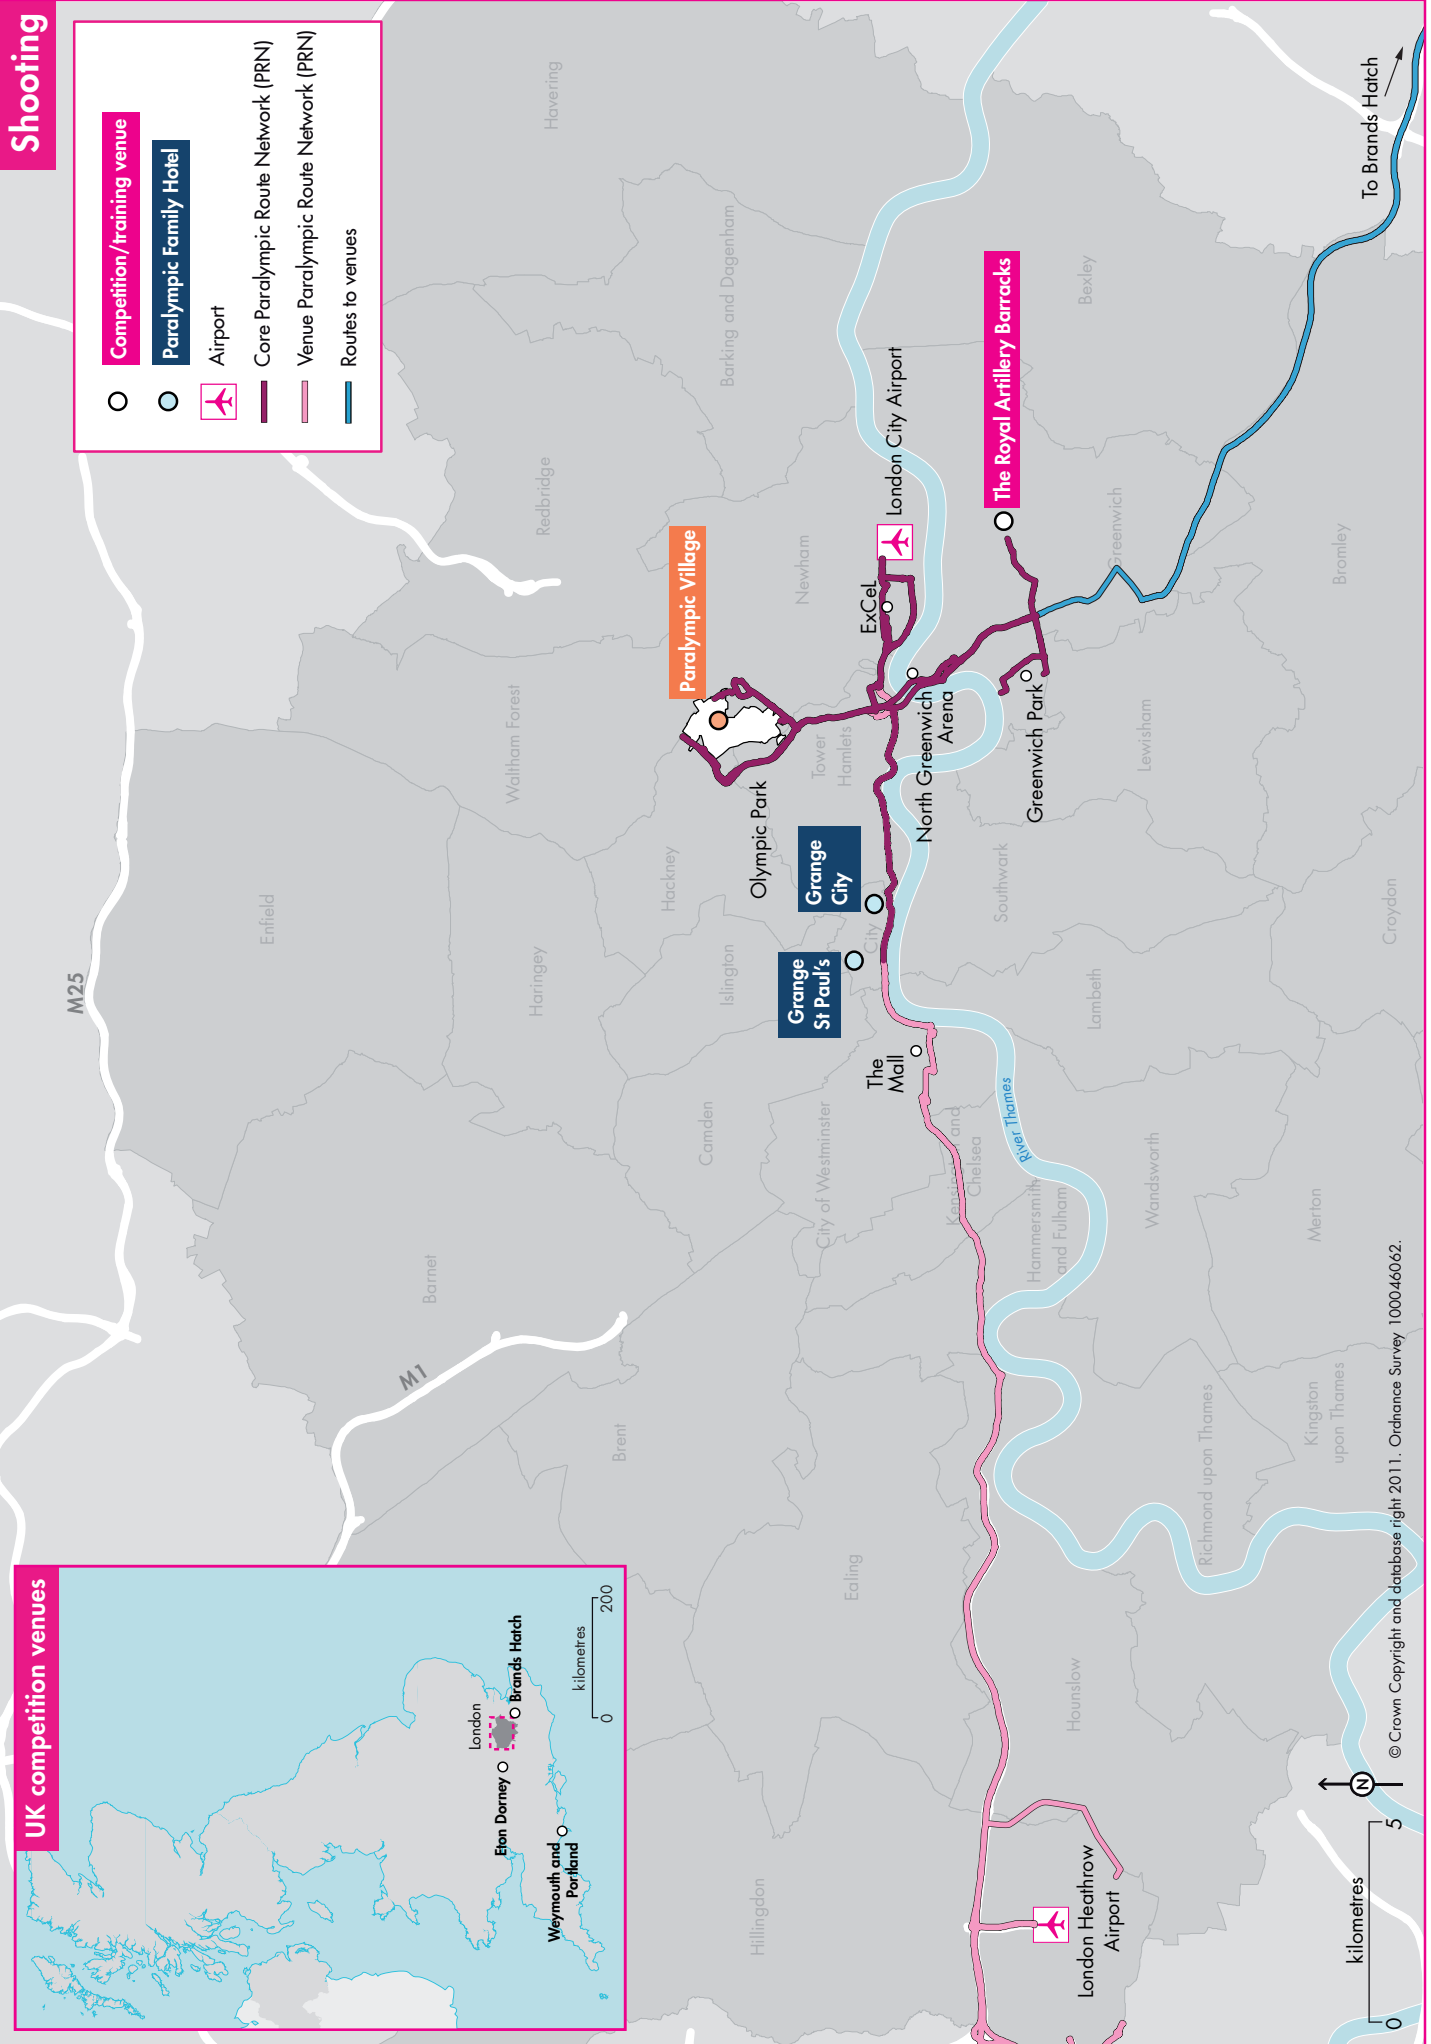 Shooting
Competition/training venue
Paralympic Family Hotel
Airport
Core Paralympic Route Network (PRN)
Venue Paralympic Route Network (PRN)
Routes to venues
UK competition venues
London
Brands Hatch
Eton Dorney
Weymouth and
Portland
kilometres
0
200
M25
M1
Enfield
Barnet
Haringey
Waltham Forest
Redbridge
Havering
Brent
Camden
Islington
Hackney
Barking and Dagenham
Newham
Tower
Hamlets
Hillingdon
Ealing
City of Westminster
City
Kensington and
Chelsea
Hammersmith
and Fulham
Hounslow
Wandsworth
Lambeth
Southwark
Lewisham
Greenwich
Bexley
Bromley
Richmond upon Thames
Kingston
upon Thames
Merton
Croydon
River Thames
Paralympic Village
Olympic Park
Grange
City
Grange
St Paul's
The
Mall
ExCeL
London City Airport
North Greenwich
Arena
Greenwich Park
The Royal Artillery Barracks
To Brands Hatch
London Heathrow
Airport
kilometres
0
5
N
© Crown Copyright and database right 2011. Ordnance Survey 100046062.